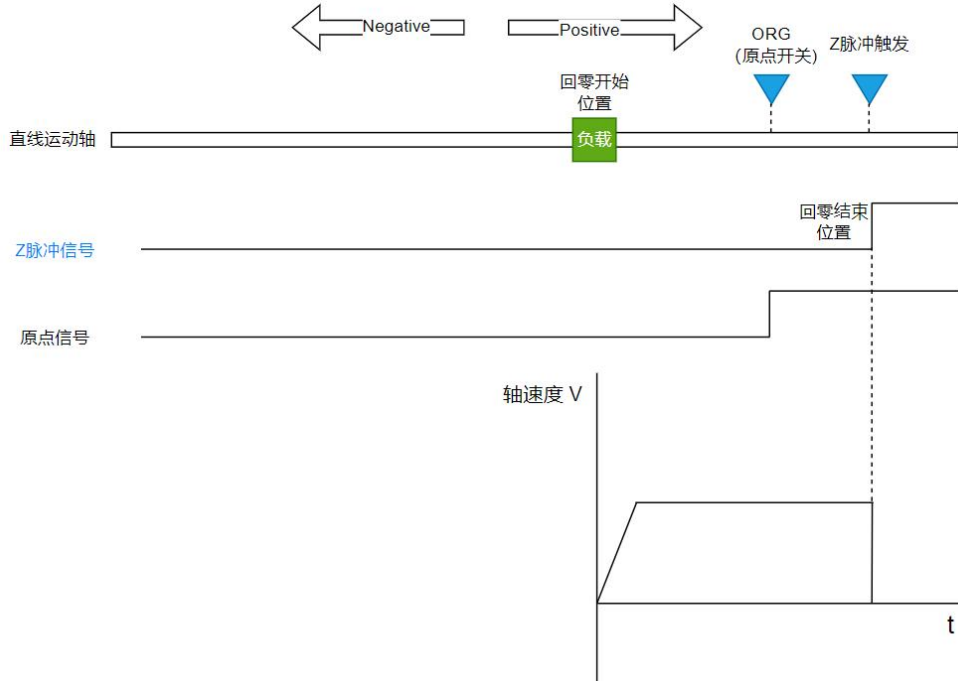 Negative
Positive
ORG
(原点开关)
Z脉冲触发
回零开始
位置
直线运动轴
负载
回零结束
位置
Z脉冲信号
原点信号
轴速度 V
t